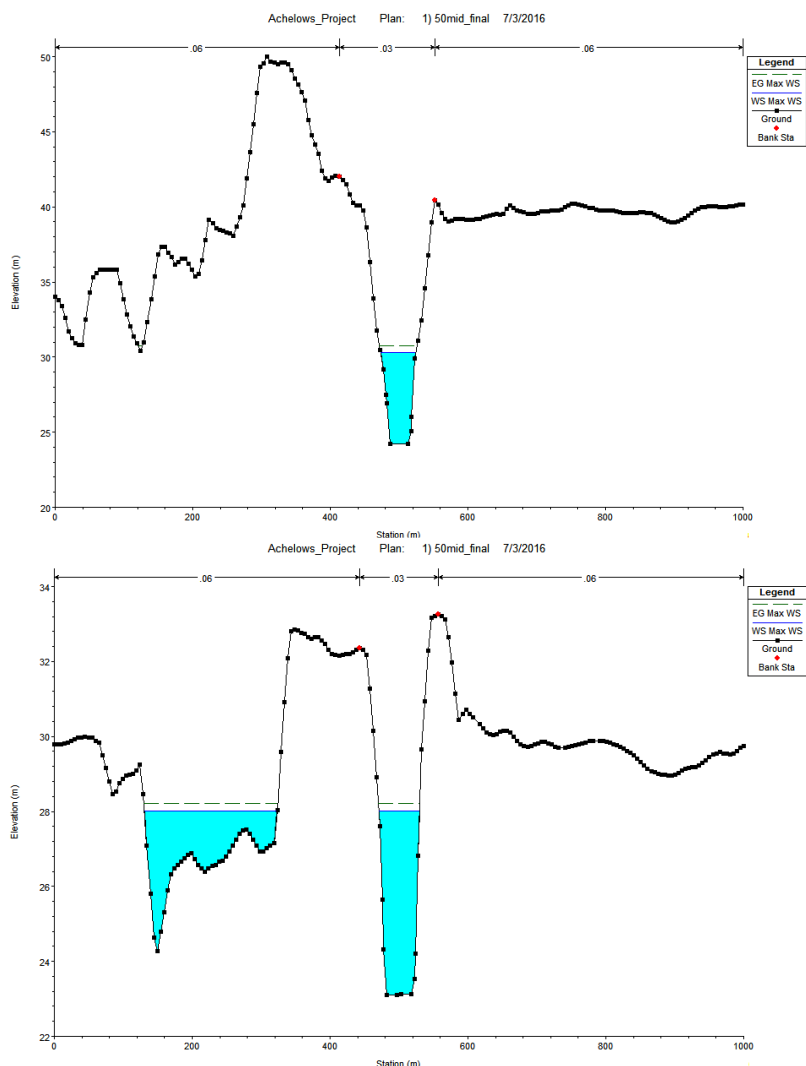 Achelows_Project Plan: 1) 50mid_final 7/3/2016
.06 .03 .06
Legend
EG Max WS
WS Max WS
Ground
Bank Sta
50
45
40
35
30
25
20
Elevation (m)
0 200 400 600 800 1000
Station (m)
Achelows_Project Plan: 1) 50mid_final 7/3/2016
.06 .03 .06
Legend
EG Max WS
WS Max WS
Ground
Bank Sta
34
32
30
28
26
24
22
Elevation (m)
0 200 400 600 800 1000
Station (m)